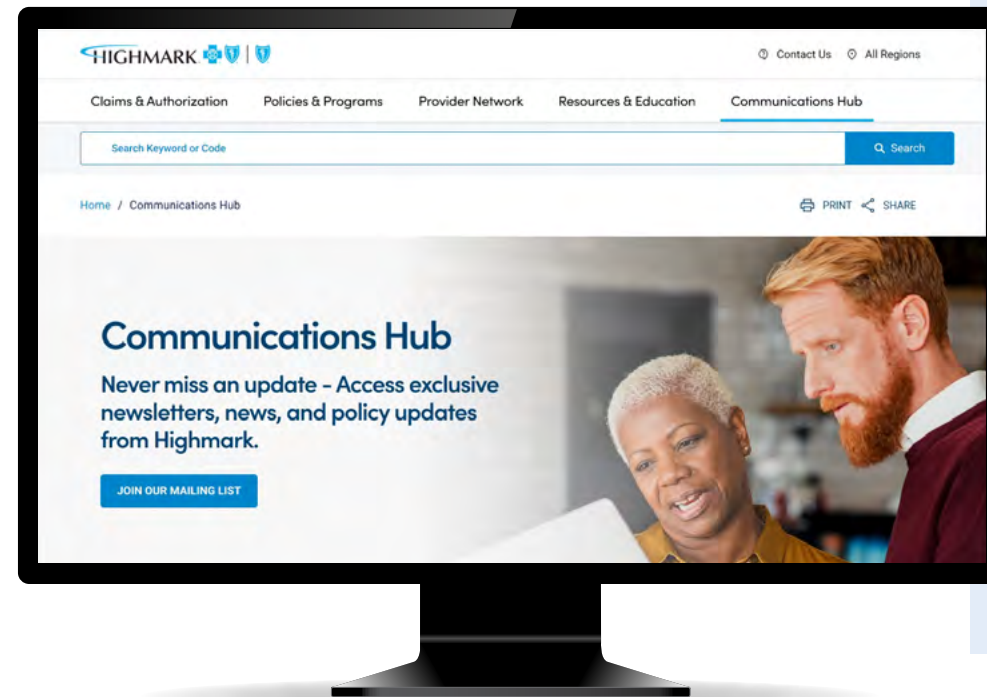 HIGHMARK
Contact Us All Regions
Claims & Authorization Policies & Programs Provider Network Resources & Education Communications Hub
Search Keyword or Code Search
Home / Communications Hub PRINT SHARE
Communications Hub
Never miss an update - Access exclusive
newsletters, news, and policy updates
from Highmark.
JOIN OUR MAILING LIST